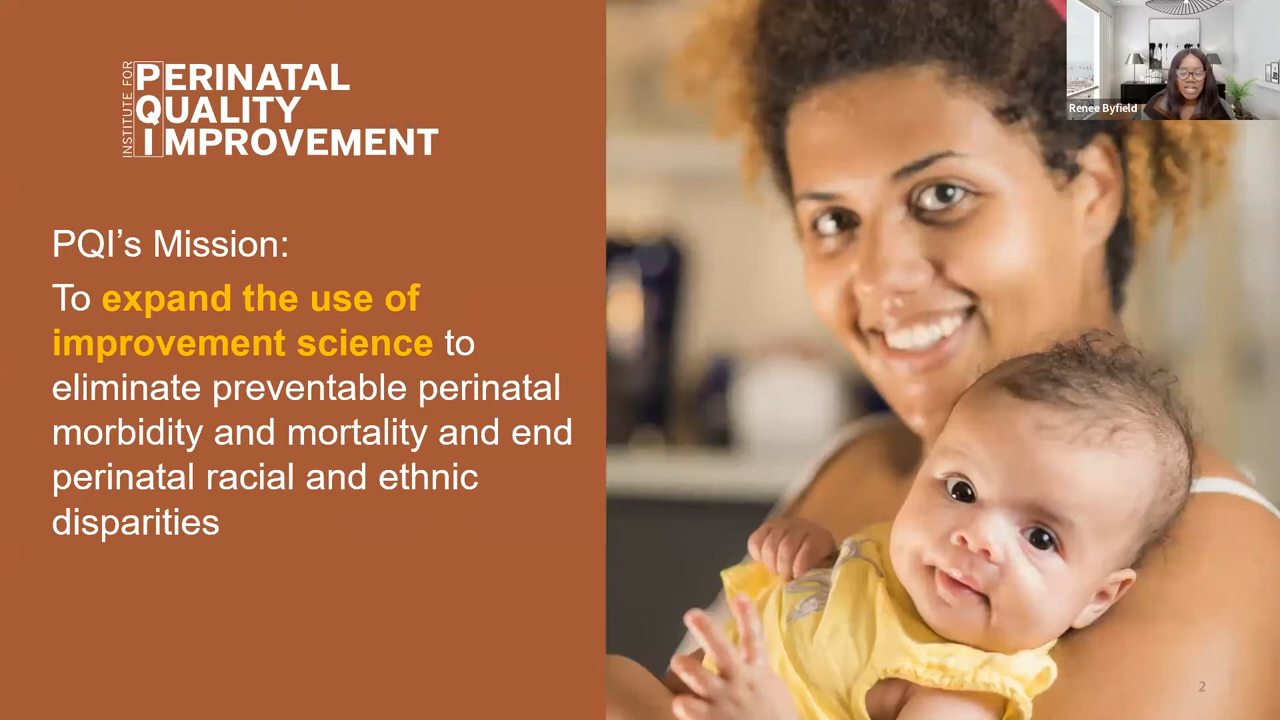 INSTITUTE FOR
PERINATAL
QUALITY
IMPROVEMENT
PQI’s Mission:
To expand the use of
improvement science to
eliminate preventable perinatal
morbidity and mortality and end
perinatal racial and ethnic
disparities
Renee Byfield
2